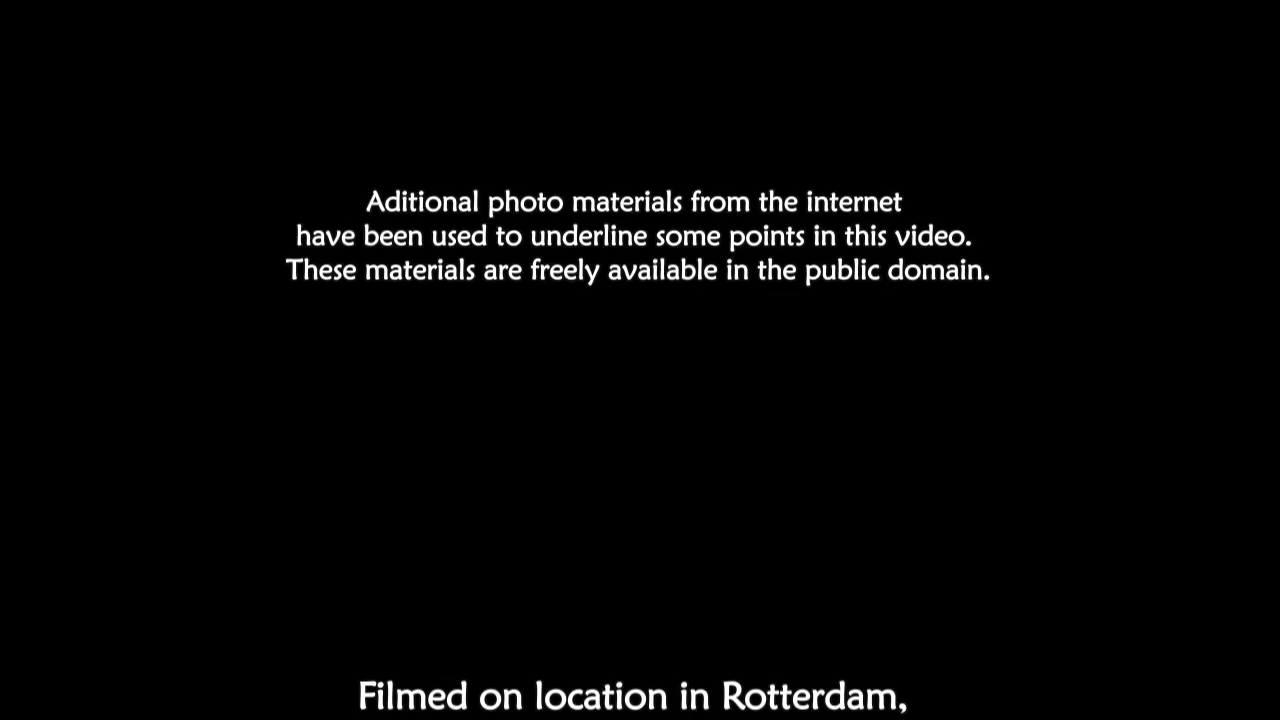 Aditional photo materials from the internet
have been used to underline some points in this video.
These materials are freely available in the public domain.
Filmed on location in Rotterdam,